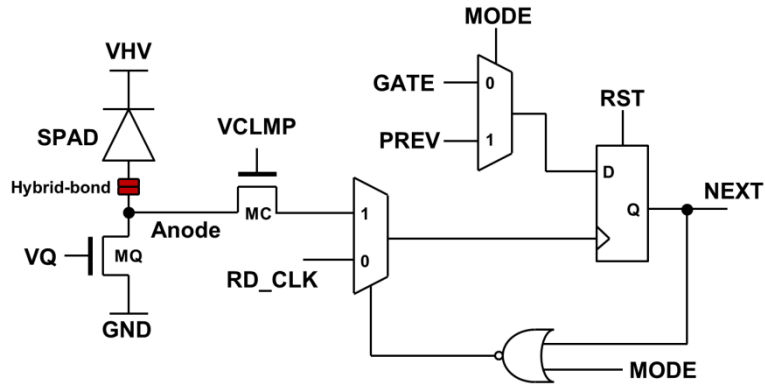 MODE
VHV
GATE
0
RST
SPAD
VCLMP
PREV
1
D
Hybrid-bond
NEXT
Q
MC
1
Anode
VQ
MQ
0
RD_CLK
GND
MODE